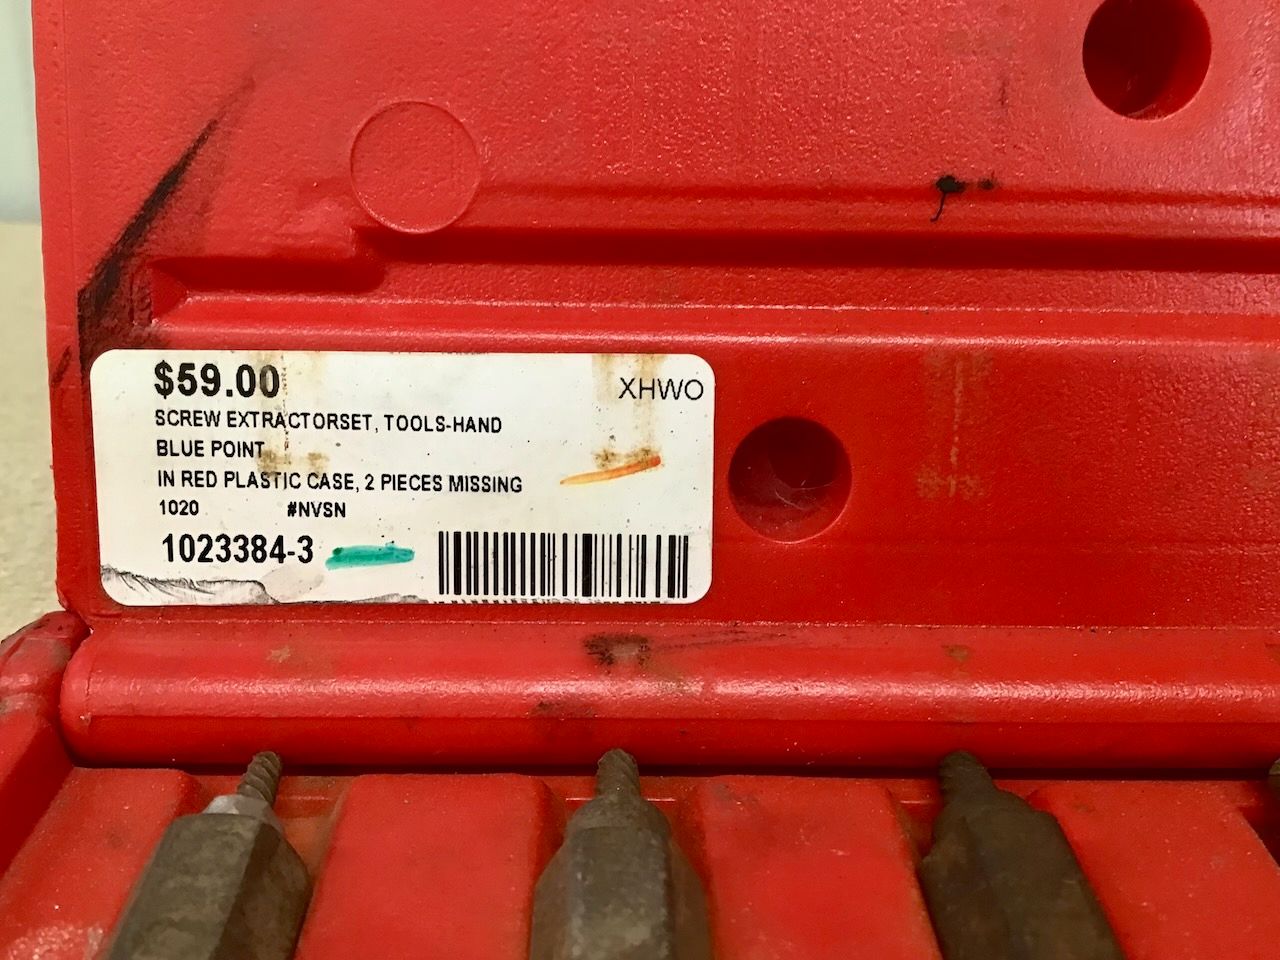 $59.00 XHWO
SCREW EXTRACTORSET, TOOLS-HAND
BLUE POINT
IN RED PLASTIC CASE, 2 PIECES MISSING
1020 #NVSN
1023384-3